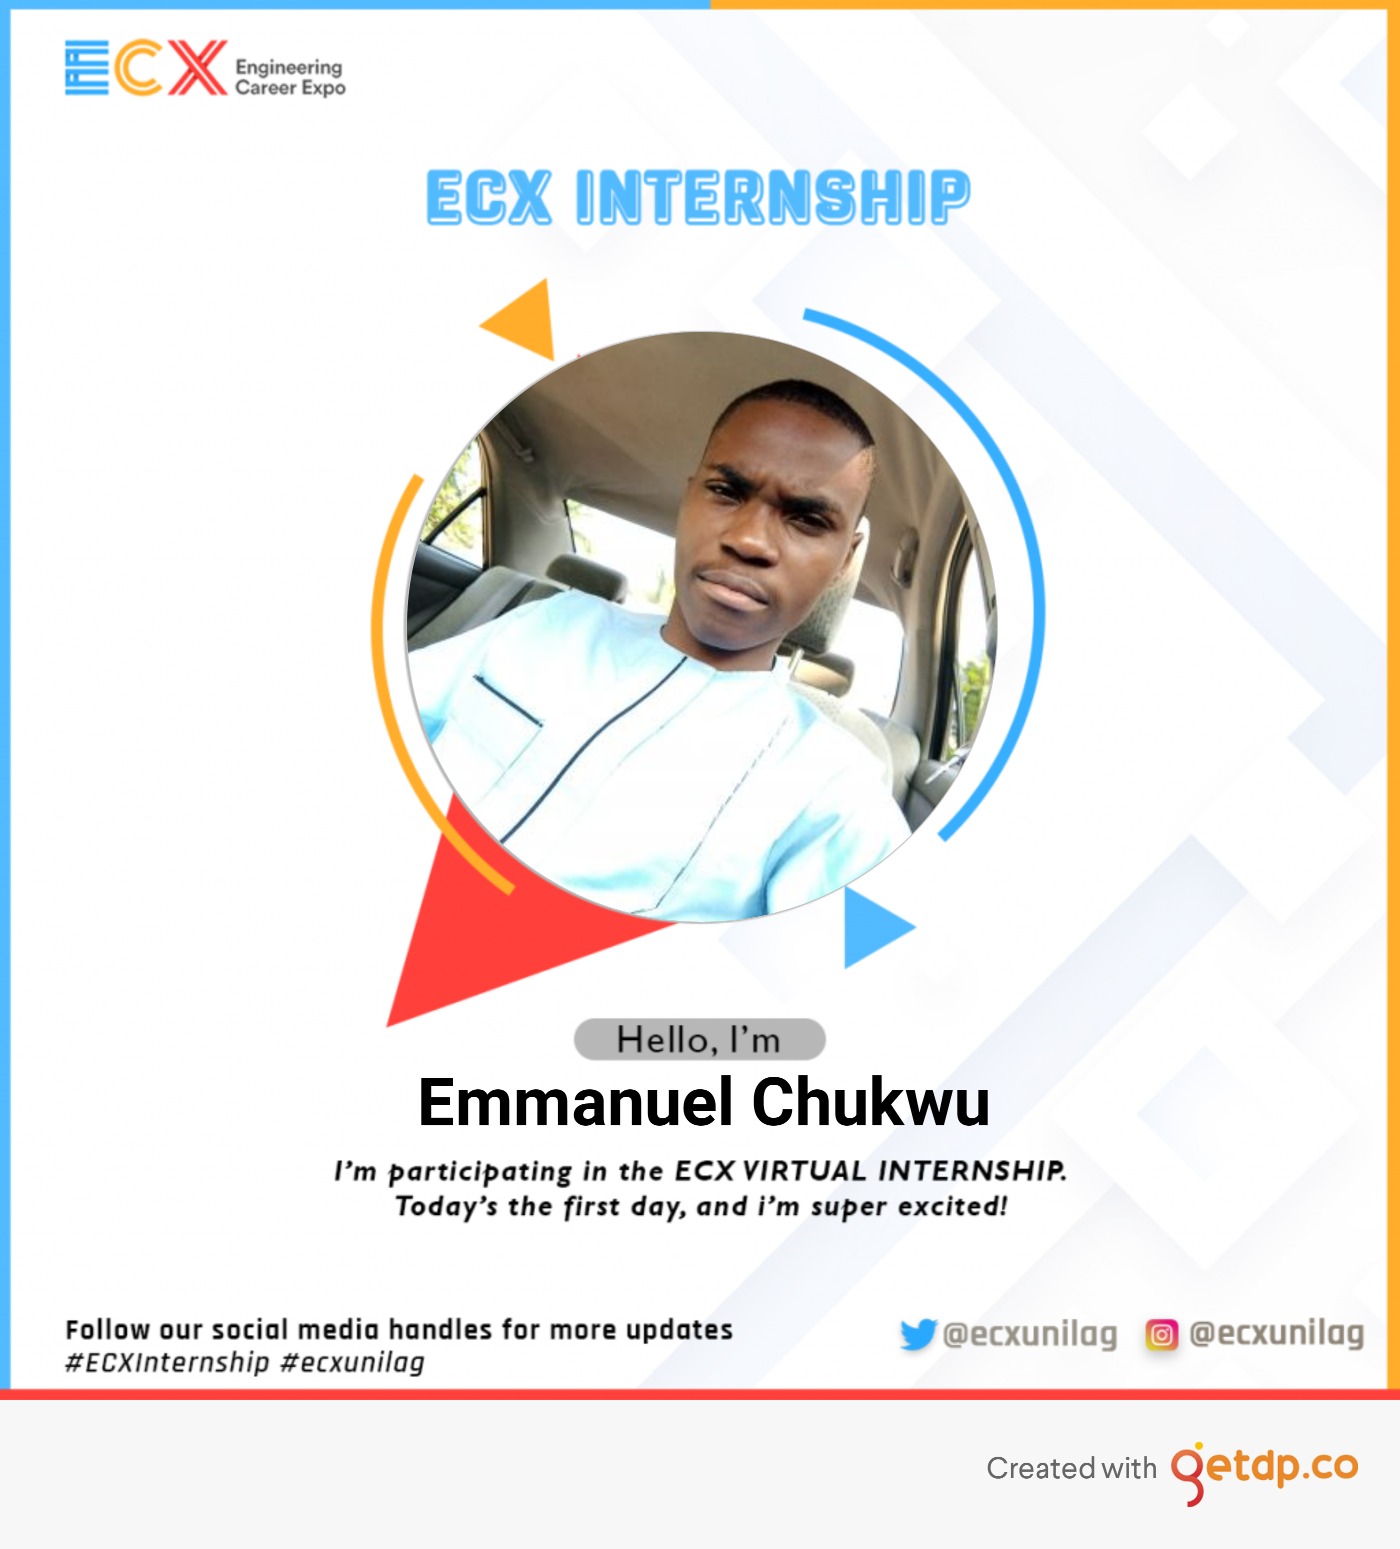 ECX Engineering
Career Expo
ECX INTERNSHIP
Hello, I'm
Emmanuel Chukwu
I'm participating in the ECX VIRTUAL INTERNSHIP.
Today's the first day, and i'm super excited!
Follow our social media handles for more updates
#ECXInternship #ecxunilag
@ecxunilag @ecxunilag
Created with getdp.co